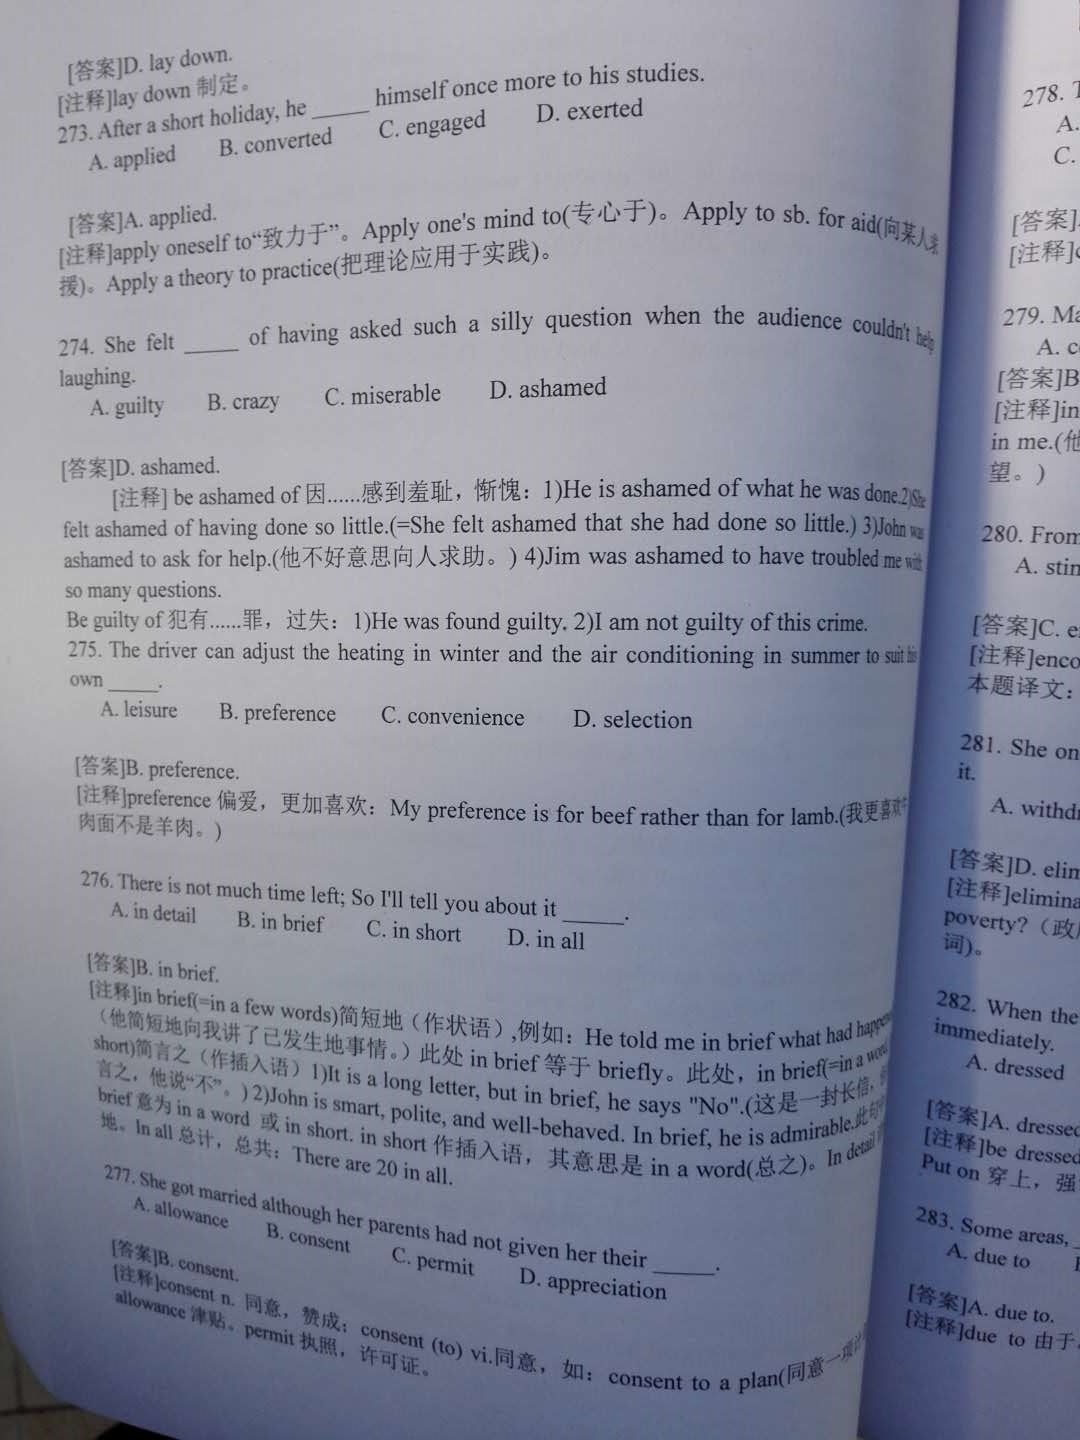 [答案]D. lay down.
[注释]lay down 制定。
273. After a short holiday, he _____ himself once more to his studies.
A. applied B. converted C. engaged D. exerted
[答案]A. applied.
[注释]apply oneself to“致力于”。Apply one's mind to(专心于)。Apply to sb. for aid(向某人求
援)。Apply a theory to practice(把理论应用于实践)。
274. She felt _____ of having asked such a silly question when the audience couldn't help
laughing.
A. guilty B. crazy C. miserable D. ashamed
[答案]D. ashamed.
[注释] be ashamed of 因......感到羞耻，惭愧：1)He is ashamed of what he was done.2)She
felt ashamed of having done so little.(=She felt ashamed that she had done so little.) 3)John was
ashamed to ask for help.(他不好意思向人求助。) 4)Jim was ashamed to have troubled me with
so many questions.
Be guilty of 犯有......罪，过失：1)He was found guilty. 2)I am not guilty of this crime.
275. The driver can adjust the heating in winter and the air conditioning in summer to suit his
own _____.
A. leisure B. preference C. convenience D. selection
[答案]B. preference.
[注释]preference 偏爱，更加喜欢：My preference is for beef rather than for lamb.(我更喜欢牛
肉面不是羊肉。)
276. There is not much time left; So I'll tell you about it ______.
A. in detail B. in brief C. in short D. in all
[答案]B. in brief.
[注释]in brief(=in a few words)简短地（作状语）,例如：He told me in brief what had happened
（他简短地向我讲了已发生地事情。）此处 in brief 等于 briefly。此处，in brief(=in a word
short)简言之（作插入语）1)It is a long letter, but in brief, he says "No".(这是一封长信，
言之，他说“不”。) 2)John is smart, polite, and well-behaved. In brief, he is admirable.此句中
brief 意为 in a word 或 in short. in short 作插入语，其意思是 in a word(总之)。In detail
地。In all 总计，总共：There are 20 in all.
277. She got married although her parents had not given her their ______.
A. allowance B. consent C. permit D. appreciation
[答案]B. consent.
[注释]consent n. 同意，赞成；consent (to) vi.同意，如：consent to a plan(同意一项计
allowance 津贴。permit 执照，许可证。
278. T
A.
C.
[答案]
[注释]
279. Ma
A. c
[答案]B
[注释]in
in me.(他
望。)
280. From
A. stin
[答案]C. e
[注释]enco
本题译文：
281. She on
it.
A. withd
[答案]D. elim
[注释]elimina
poverty?（政
词)。
282. When the
immediately.
A. dressed
[答案]A. dressed
[注释]be dressed
Put on 穿上，强
283. Some areas,
A. due to
[答案]A. due to.
[注释]due to 由于